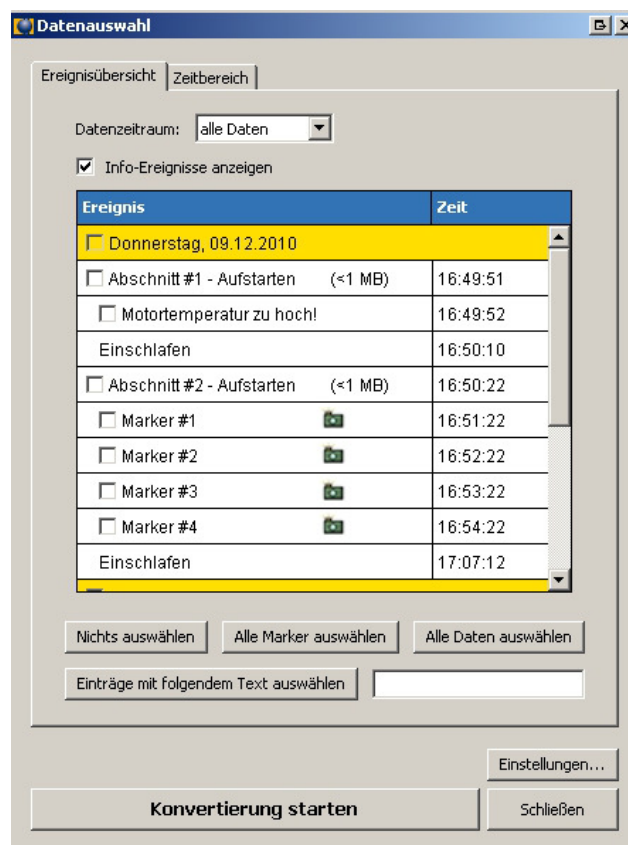 Datenauswahl
Ereignisübersicht Zeitbereich
Datenzeitraum: alle Daten
Info-Ereignisse anzeigen
Ereignis Zeit
Donnerstag, 09.12.2010
Abschnitt #1 - Aufstarten (<1 MB) 16:49:51
Motortemperatur zu hoch! 16:49:52
Einschlafen 16:50:10
Abschnitt #2 - Aufstarten (<1 MB) 16:50:22
Marker #1 16:51:22
Marker #2 16:52:22
Marker #3 16:53:22
Marker #4 16:54:22
Einschlafen 17:07:12
Nichts auswählen Alle Marker auswählen Alle Daten auswählen
Einträge mit folgendem Text auswählen
Einstellungen...
Konvertierung starten Schließen